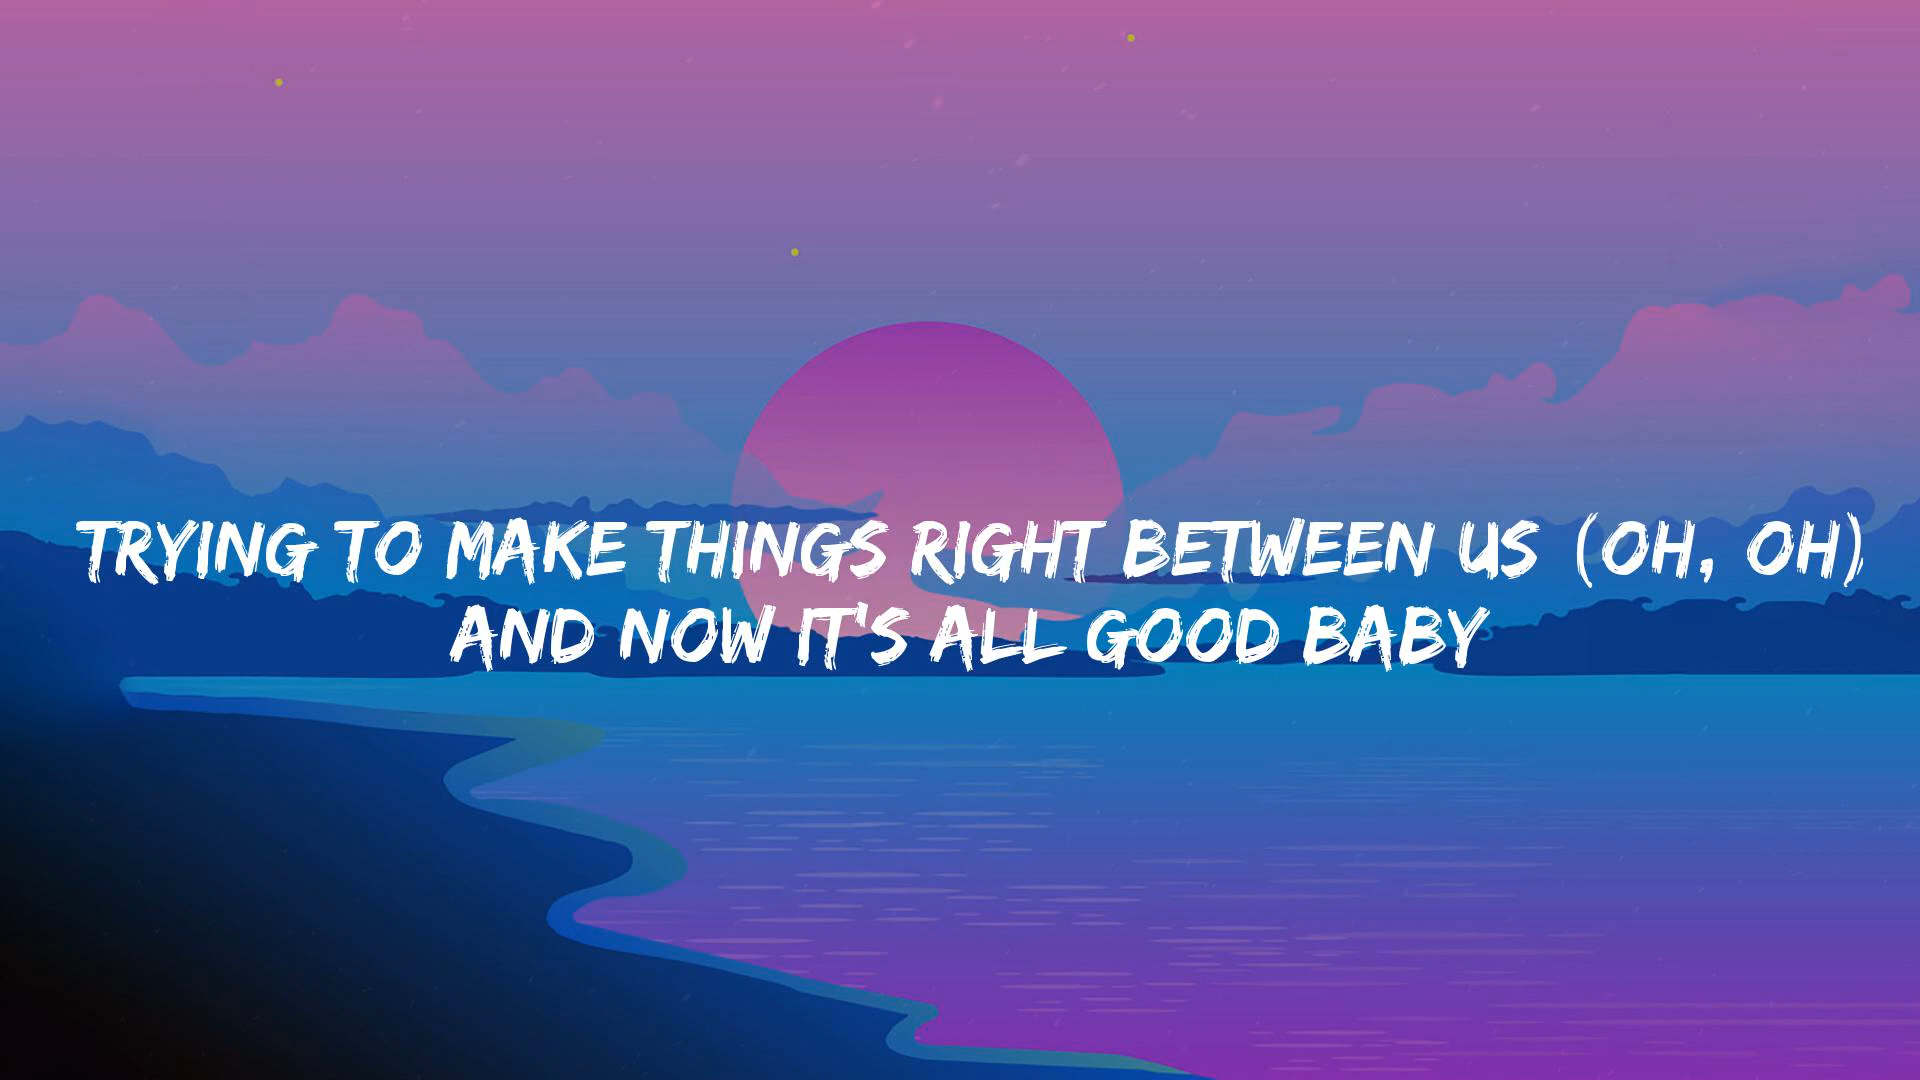 TRYING TO MAKE THINGS RIGHT BETWEEN US (OH, OH)
AND NOW IT'S ALL GOOD BABY